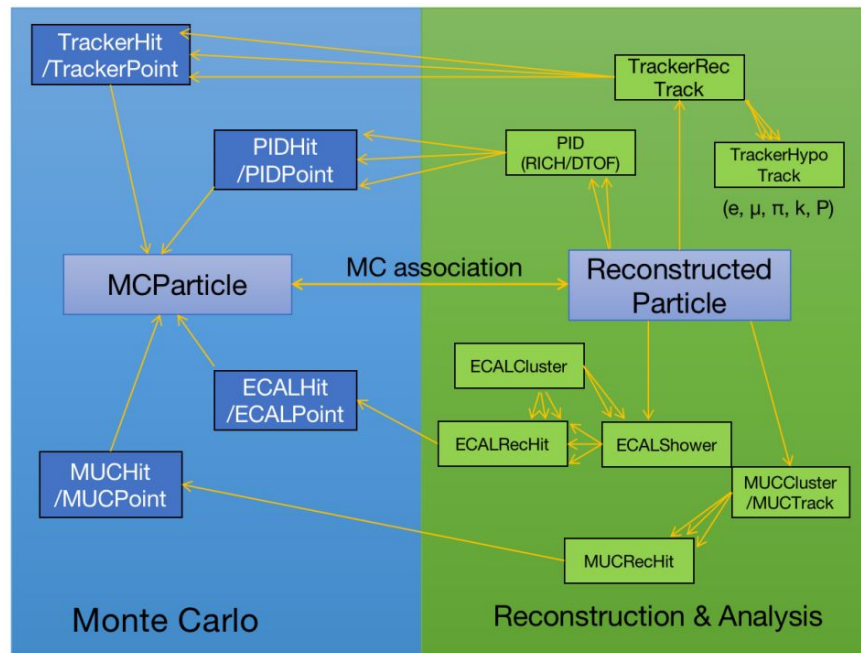 TrackerHit
/TrackerPoint
TrackerRec
Track
PIDHit
/PIDPoint
PID
(RICH/DTOF)
TrackerHypo
Track
(e, μ, π, k, P)
MCParticle
MC association
Reconstructed
Particle
ECALHit
/ECALPoint
ECALCluster
ECALRecHit
ECALShower
MUCHit
/MUCPoint
MUCCluster
/MUCTrack
MUCRecHit
Monte Carlo
Reconstruction & Analysis